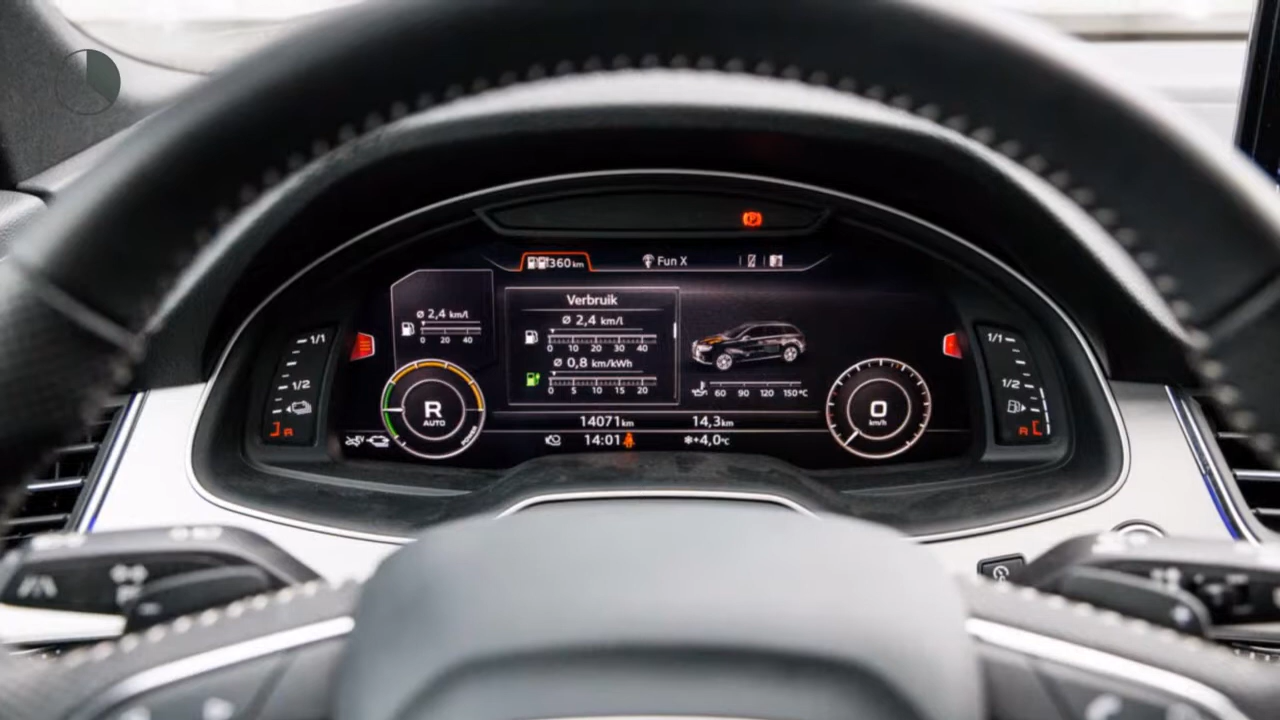 P
360 km
Fun X
Verbruik
1/1
1/2
R
Ø 2,4 km/l
0 20 40
Ø 2,4 km/l
0 10 20 30 40
Ø 0,8 km/kWh
0 5 10 15 20
60 90 120 150°C
1/1
1/2
R
R
AUTO
POWER
0
km/h
14071 km
14,3 km
EV
14:01
+4,0°C